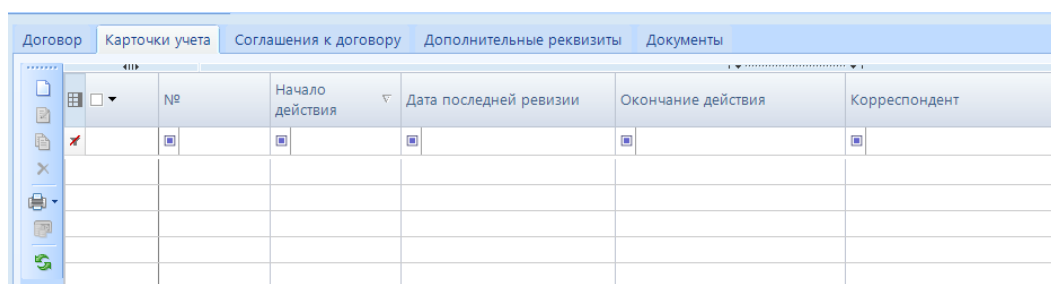 Договор Карточки учета Соглашения к договору Дополнительные реквизиты Документы
№ Начало действия Дата последней ревизии Окончание действия Корреспондент